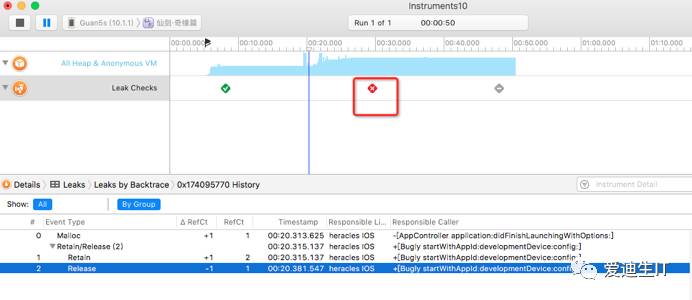 Instruments10
Guan5s (10.1.1) 仙剑·奇缘篇 Run 1 of 1 00:00:50
00:00.000 00:10.000 00:20.000 00:30.000 00:40.000 00:50.000 01:00.000 01:10.00
All Heap & Anonymous VM
Leak Checks
Details Leaks Leaks by Backtrace 0x174095770 History Instrument Detail
Show: All By Group
# Event Type Δ RefCt RefCt Timestamp Responsible Li... Responsible Caller
0 Malloc +1 1 00:20.313.625 heracles IOS -[AppController application:didFinishLaunchingWithOptions:]
Retain/Release (2) 00:20.315.137 heracles IOS +[Bugly startWithAppId:developmentDevice:config:]
1 Retain +1 2 00:20.315.137 heracles IOS +[Bugly startWithAppId:developmentDevice:config:]
2 Release -1 1 00:20.381.547 heracles IOS +[Bugly startWithAppId:developmentDevice:config:]
爱迪生IT